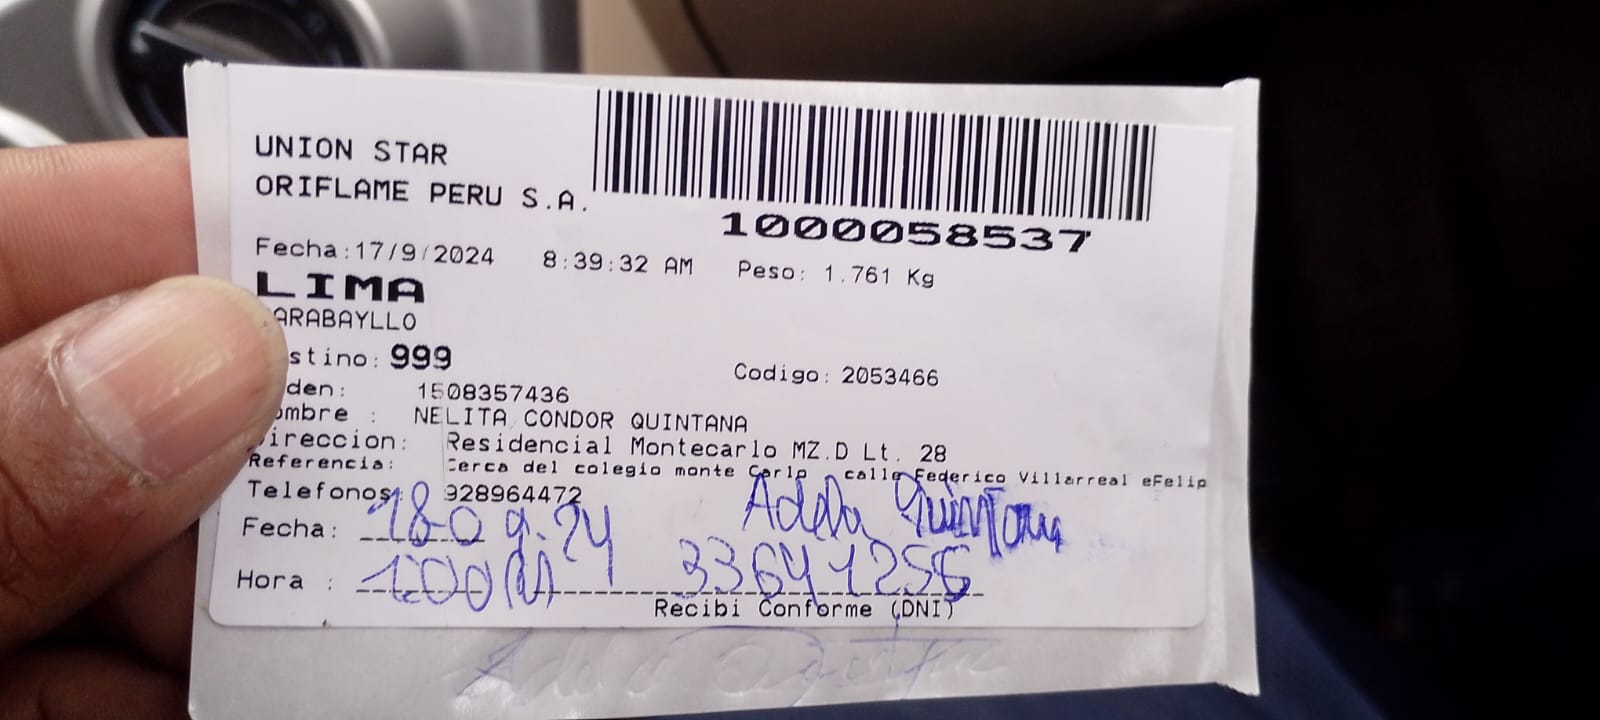 UNION STAR
ORIFLAME PERU S.A.
1000058537
Fecha:17/9/2024 8:39:32 AM Peso: 1.761 Kg
LIMA
ARABAYLLO
stino: 999 Codigo: 2053466
den: 1508357436
ombre : NELITA CONDOR QUINTANA
ireccion: Residencial Montecarlo MZ.D Lt. 28
Referencia: Cerca del colegio monte Carlo calle Federico Villarreal eFelip
Telefonos: 928964472
Adela Quintana
Fecha: 18-09.24
Hora : 1:00 33641256
Recibi Conforme (DNI)